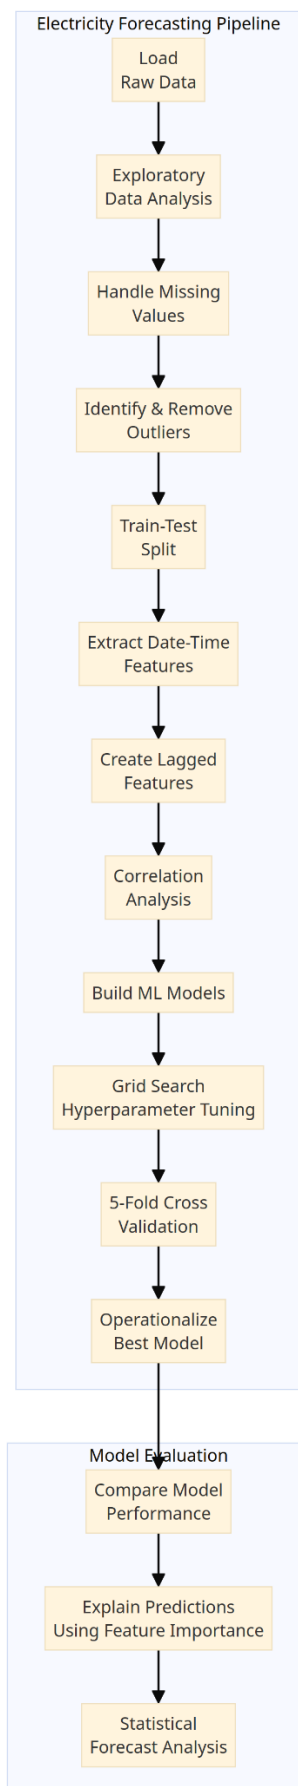 Electricity Forecasting Pipeline
Load
Raw Data
Exploratory
Data Analysis
Handle Missing
Values
Identify & Remove
Outliers
Train-Test
Split
Extract Date-Time
Features
Create Lagged
Features
Correlation
Analysis
Build ML Models
Grid Search
Hyperparameter Tuning
5-Fold Cross
Validation
Operationalize
Best Model
Model Evaluation
Compare Model
Performance
Explain Predictions
Using Feature Importance
Statistical
Forecast Analysis